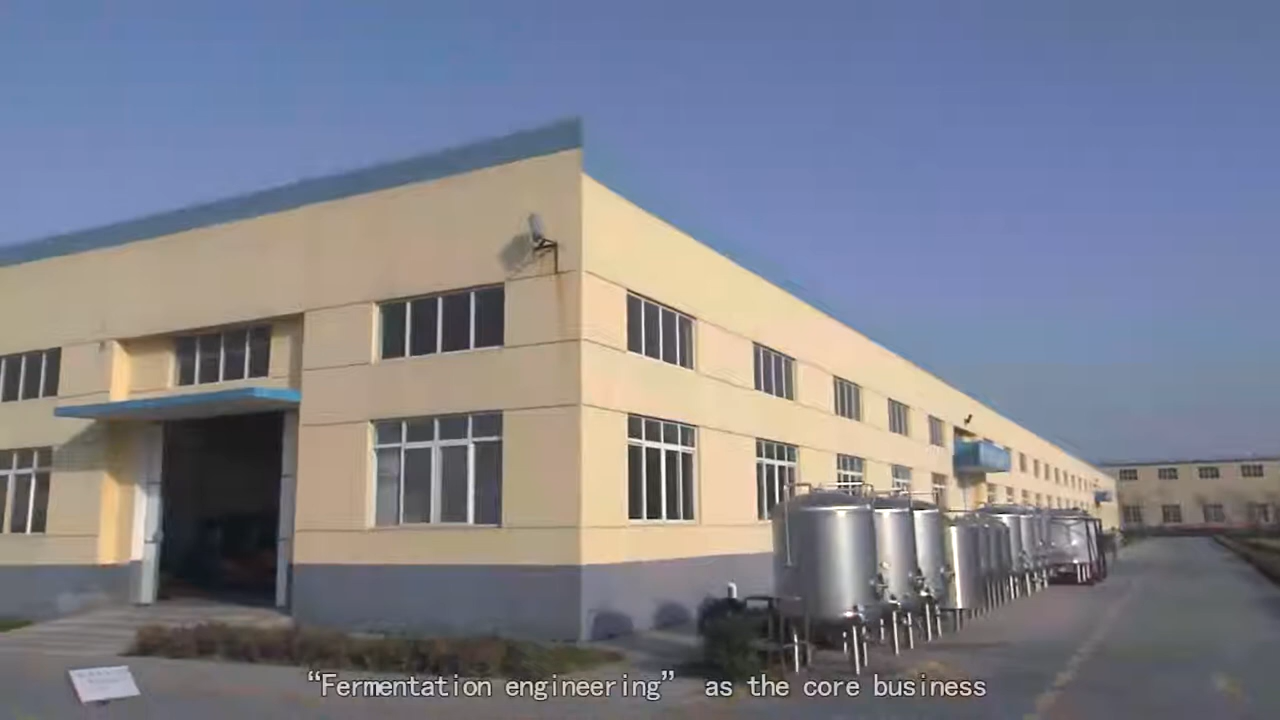 “Fermentation engineering” as the core business